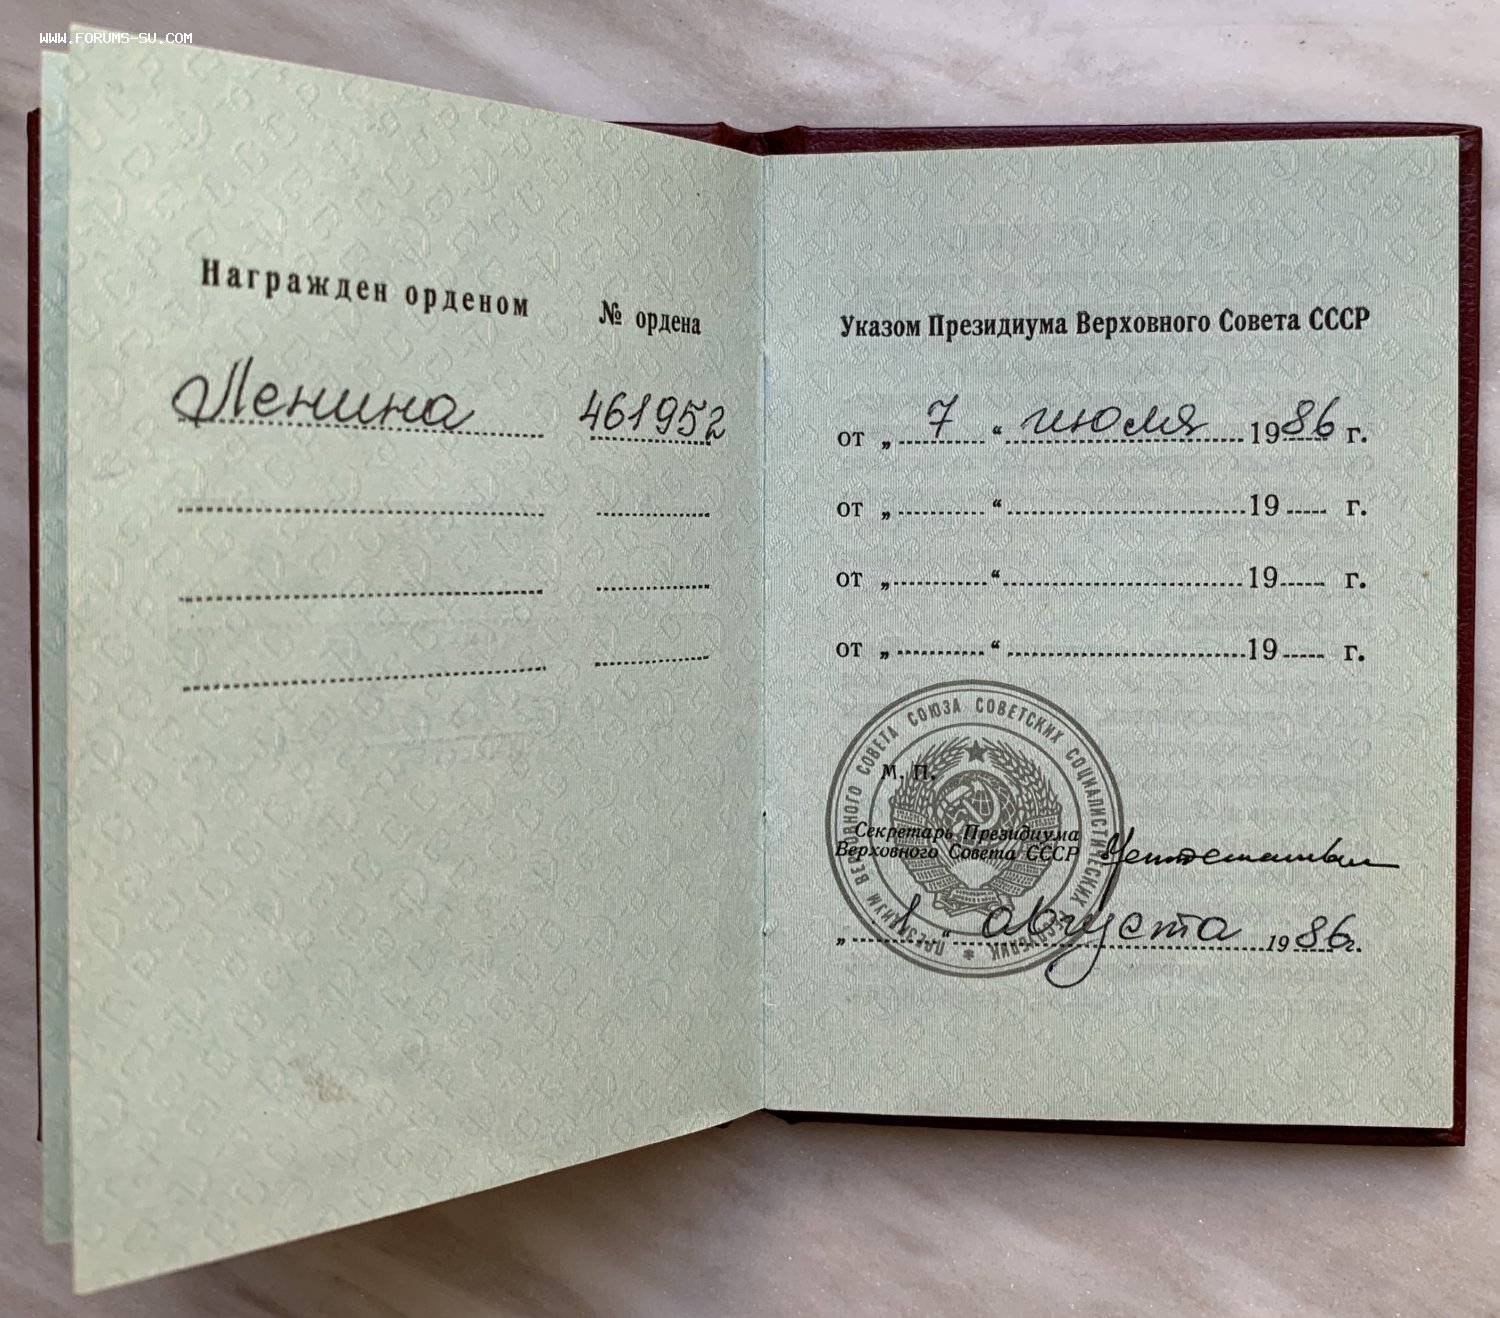 WWW.FORUMS-SU.COM
Награжден орденом
№ ордена
Ленина 461952
Указом Президиума Верховного Совета СССР
от „ 7 “ июля 1986 г.
от „ “ 19 г.
от „ “ 19 г.
от „ “ 19 г.
ПРЕЗИДИУМ ВЕРХОВНОГО СОВЕТА СОЮЗА СОВЕТСКИХ СОЦИАЛИСТИЧЕСКИХ РЕСПУБЛИК *
М. П.
Секретарь Президиума
Верховного Совета СССР
„ 1 “ августа 1986 г.